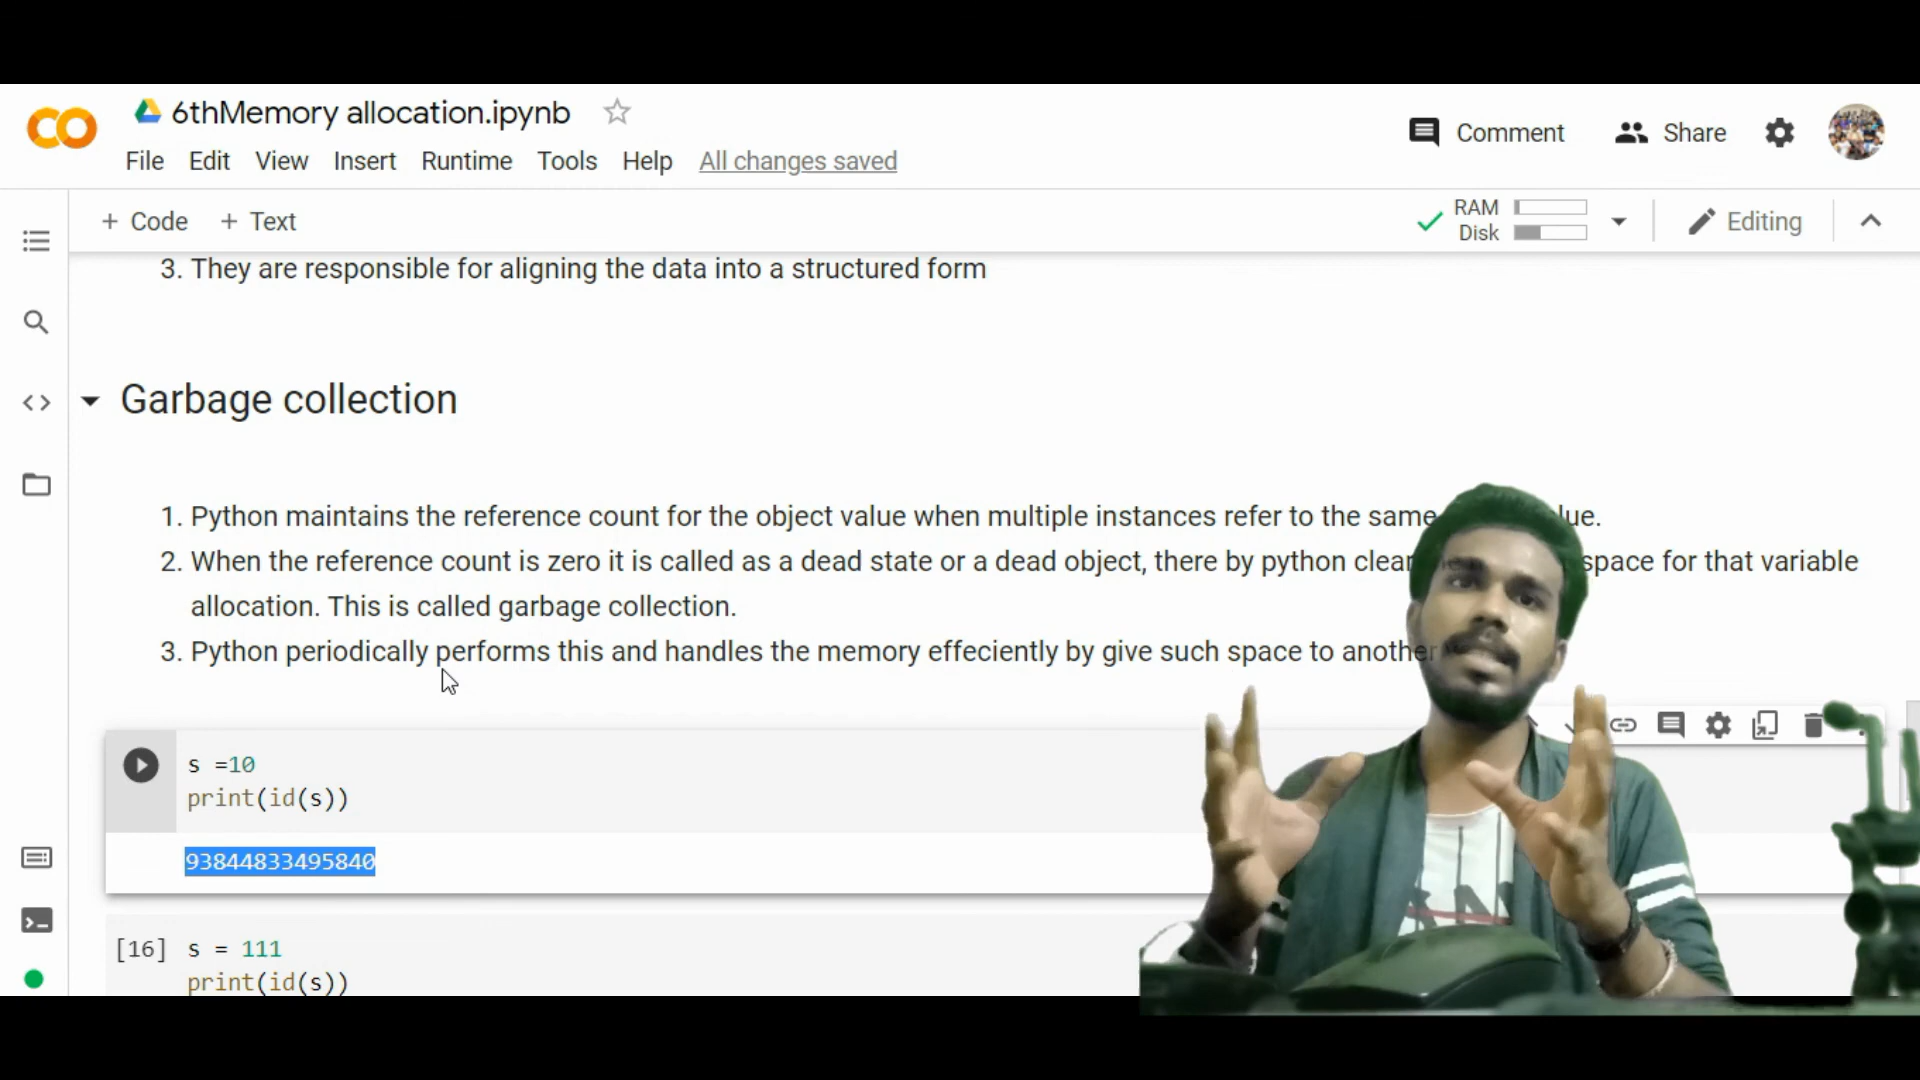 6thMemory allocation.ipynb
Comment Share
File Edit View Insert Runtime Tools Help All changes saved
+ Code + Text
RAM
Disk
Editing
3. They are responsible for aligning the data into a structured form
Garbage collection
1. Python maintains the reference count for the object value when multiple instances refer to the same
2. When the reference count is zero it is called as a dead state or a dead object, there by python clear space for that variable
allocation. This is called garbage collection.
3. Python periodically performs this and handles the memory effeciently by give such space to another
s =10
print(id(s))
93844833495840
[16] s = 111
print(id(s))